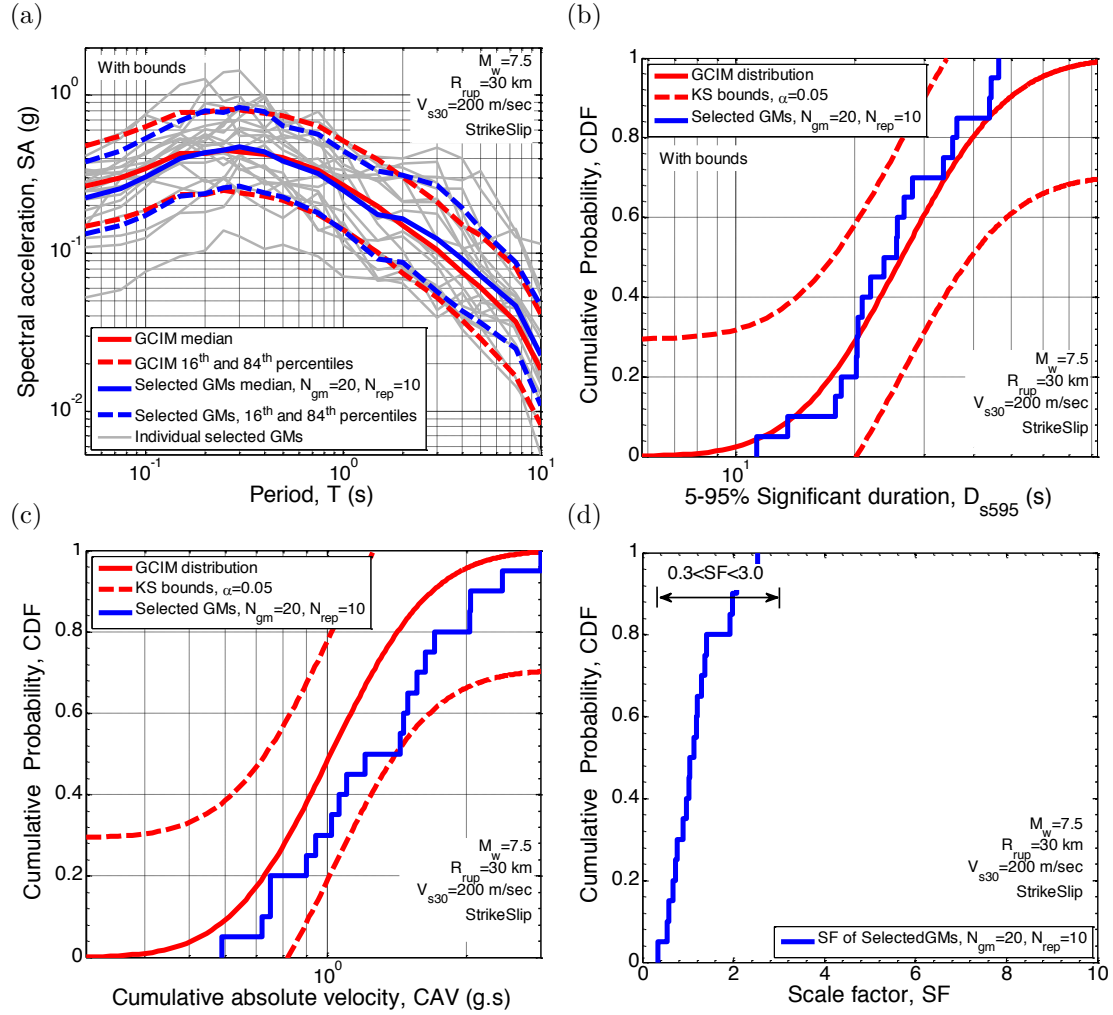 (a)
Spectral acceleration, SA (g)
10^0
10^-1
10^-2
With bounds
M_w=7.5
R_rup=30 km
V_s30=200 m/sec
StrikeSlip
GCIM median
GCIM 16^th and 84^th percentiles
Selected GMs median, N_gm=20, N_rep=10
Selected GMs, 16^th and 84^th percentiles
Individual selected GMs
10^-1
10^0
10^1
Period, T (s)
(b)
Cumulative Probability, CDF
1
0.8
0.6
0.4
0.2
0
GCIM distribution
KS bounds, α=0.05
Selected GMs, N_gm=20, N_rep=10
With bounds
M_w=7.5
R_rup=30 km
V_s30=200 m/sec
StrikeSlip
10^1
5-95% Significant duration, D_s595 (s)
(c)
Cumulative Probability, CDF
1
0.8
0.6
0.4
0.2
0
GCIM distribution
KS bounds, α=0.05
Selected GMs, N_gm=20, N_rep=10
M_w=7.5
R_rup=30 km
V_s30=200 m/sec
StrikeSlip
10^0
Cumulative absolute velocity, CAV (g.s)
(d)
Cumulative Probability, CDF
1
0.8
0.6
0.4
0.2
0
0.3<SF<3.0
M_w=7.5
R_rup=30 km
V_s30=200 m/sec
StrikeSlip
SF of SelectedGMs, N_gm=20, N_rep=10
0 2 4 6 8 10
Scale factor, SF